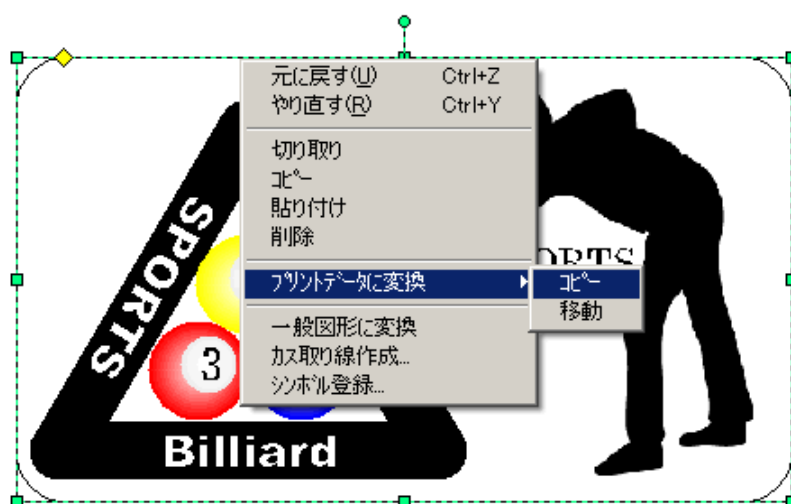 元に戻す(U) Ctrl+Z
やり直す(R) Ctrl+Y
切り取り
ｺﾋﾟｰ
貼り付け
削除
ﾌﾟﾘﾝﾄﾃﾞｰﾀに変換
ｺﾋﾟｰ
移動
一般図形に変換
ｶｽ取り線作成...
ｼﾝﾎﾞﾙ登録...
SPORTS
3
Billiard
ORTS